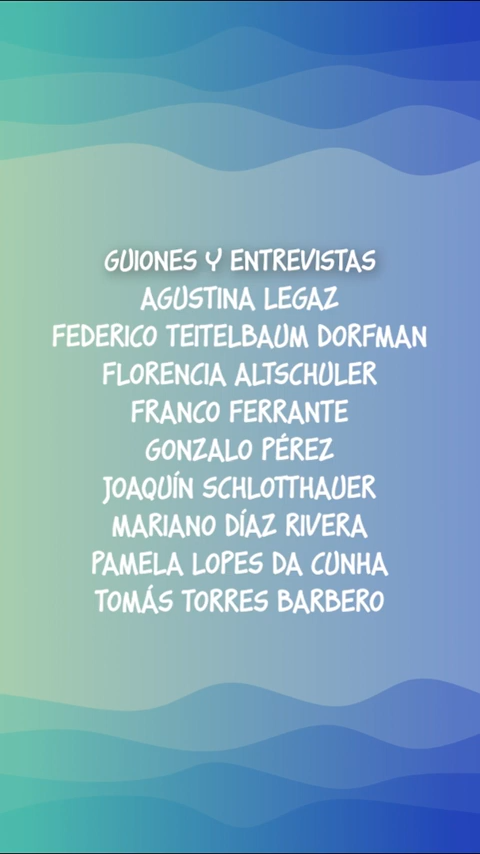 GUIONES Y ENTREVISTAS
AGUSTINA LEGAZ
FEDERICO TEITELBAUM DORFMAN
FLORENCIA ALTSCHULER
FRANCO FERRANTE
GONZALO PÉREZ
JOAQUÍN SCHLOTTHAUER
MARIANO DÍAZ RIVERA
PAMELA LOPES DA CUNHA
TOMÁS TORRES BARBERO